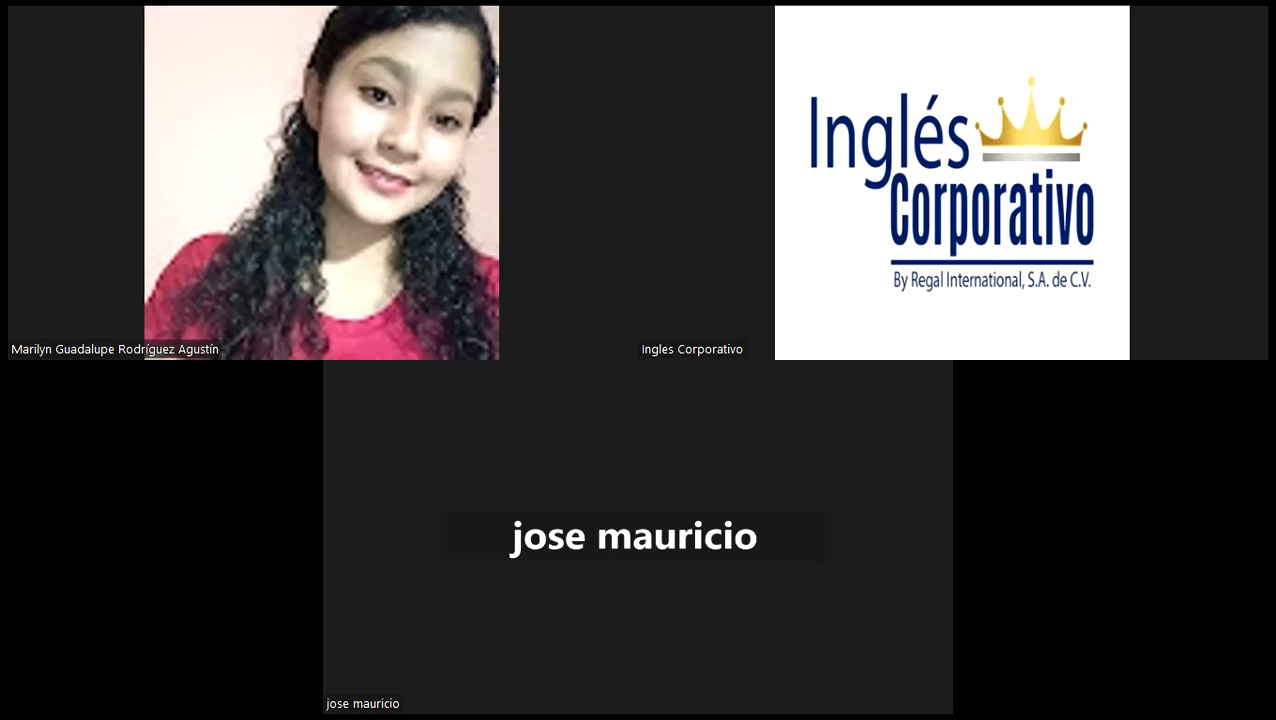 Inglés
Corporativo
By Regal International, S.A. de C.V.
Marilyn Guadalupe Rodríguez Agustín
Ingles Corporativo
jose mauricio
jose mauricio